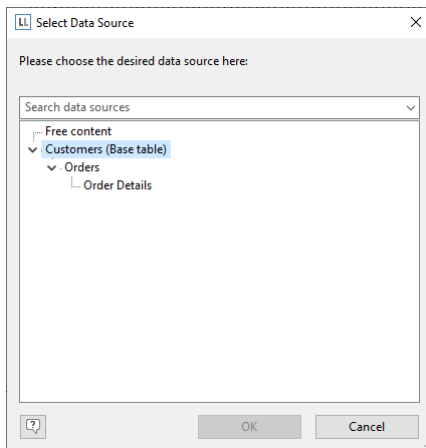 LL Select Data Source
Please choose the desired data source here:
Search data sources
Free content
Customers (Base table)
Orders
Order Details
?
OK
Cancel